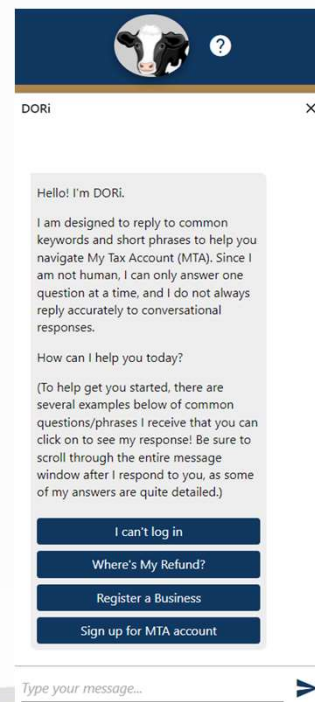 ?
DORi
Hello! I'm DORi.
I am designed to reply to common
keywords and short phrases to help you
navigate My Tax Account (MTA). Since I
am not human, I can only answer one
question at a time, and I do not always
reply accurately to conversational
responses.
How can I help you today?
(To help get you started, there are
several examples below of common
questions/phrases I receive that you can
click on to see my response! Be sure to
scroll through the entire message
window after I respond to you, as some
of my answers are quite detailed.)
I can't log in
Where's My Refund?
Register a Business
Sign up for MTA account
Type your message...